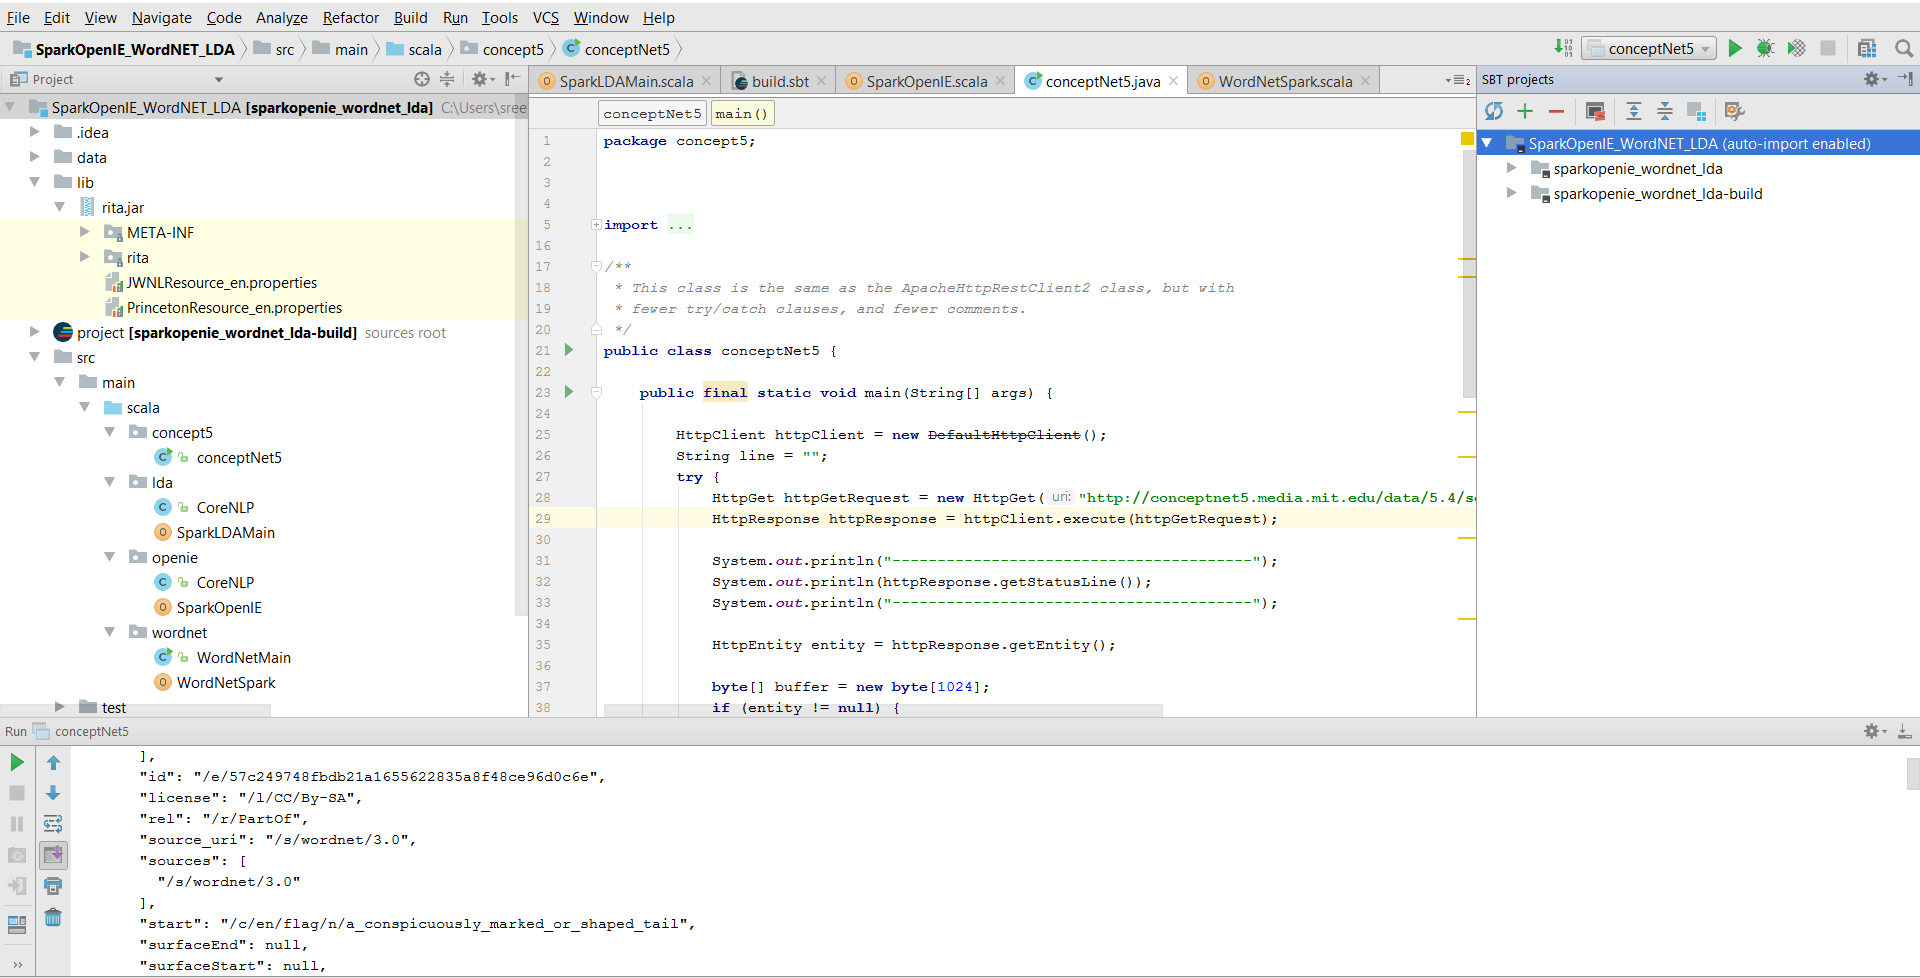 File Edit View Navigate Code Analyze Refactor Build Run Tools VCS Window Help
SparkOpenIE_WordNET_LDA src main scala concept5 conceptNet5
conceptNet5
Project
SparkLDAMain.scala build.sbt SparkOpenIE.scala conceptNet5.java WordNetSpark.scala
SBT projects
SparkOpenIE_WordNET_LDA [sparkopenie_wordnet_lda] C:\Users\sree
.idea
data
lib
rita.jar
META-INF
rita
JWNLResource_en.properties
PrincetonResource_en.properties
project [sparkopenie_wordnet_lda-build] sources root
src
main
scala
concept5
conceptNet5
lda
CoreNLP
SparkLDAMain
openie
CoreNLP
SparkOpenIE
wordnet
WordNetMain
WordNetSpark
test
conceptNet5 main()
1 package concept5;
2
3
4
5 import ...
16
17 /**
18 * This class is the same as the ApacheHttpRestClient2 class, but with
19 * fewer try/catch clauses, and fewer comments.
20 */
21 public class conceptNet5 {
22
23 public final static void main(String[] args) {
24
25 HttpClient httpClient = new DefaultHttpClient();
26 String line = "";
27 try {
28 HttpGet httpGetRequest = new HttpGet( uri: "http://conceptnet5.media.mit.edu/data/5.4/s
29 HttpResponse httpResponse = httpClient.execute(httpGetRequest);
30
31 System.out.println("----------------------------------------");
32 System.out.println(httpResponse.getStatusLine());
33 System.out.println("----------------------------------------");
34
35 HttpEntity entity = httpResponse.getEntity();
36
37 byte[] buffer = new byte[1024];
38 if (entity != null) {
SparkOpenIE_WordNET_LDA (auto-import enabled)
sparkopenie_wordnet_lda
sparkopenie_wordnet_lda-build
Run conceptNet5
],
"id": "/e/57c249748fbdb21a1655622835a8f48ce96d0c6e",
"license": "/l/CC/By-SA",
"rel": "/r/PartOf",
"source_uri": "/s/wordnet/3.0",
"sources": [
"/s/wordnet/3.0"
],
"start": "/c/en/flag/n/a_conspicuously_marked_or_shaped_tail",
"surfaceEnd": null,
"surfaceStart": null,